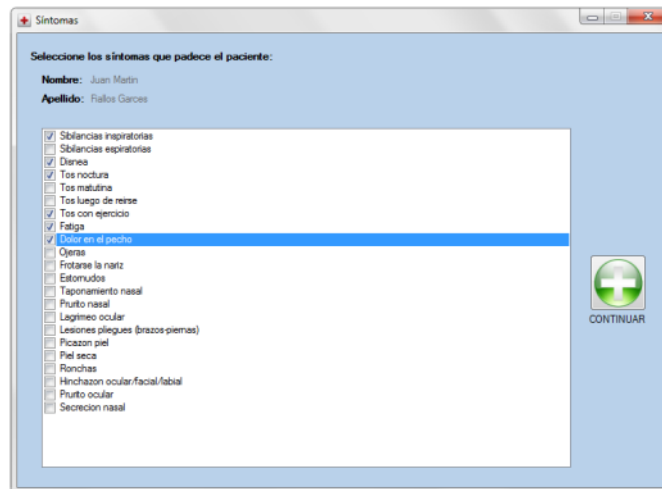 Síntomas
Seleccione los síntomas que padece el paciente:
Nombre: Juan Martin
Apellido: Fiallos Garces
Sibilancias inspiratorias
Sibilancias espiratorias
Disnea
Tos noctura
Tos matutina
Tos luego de reirse
Tos con ejercicio
Fatiga
Dolor en el pecho
Ojeras
Frotarse la nariz
Estornudos
Taponamiento nasal
Prurito nasal
Lagrimeo ocular
Lesiones pliegues (brazos-piernas)
Picazon piel
Piel seca
Ronchas
Hinchazon ocular/facial/labial
Prurito ocular
Secrecion nasal
CONTINUAR